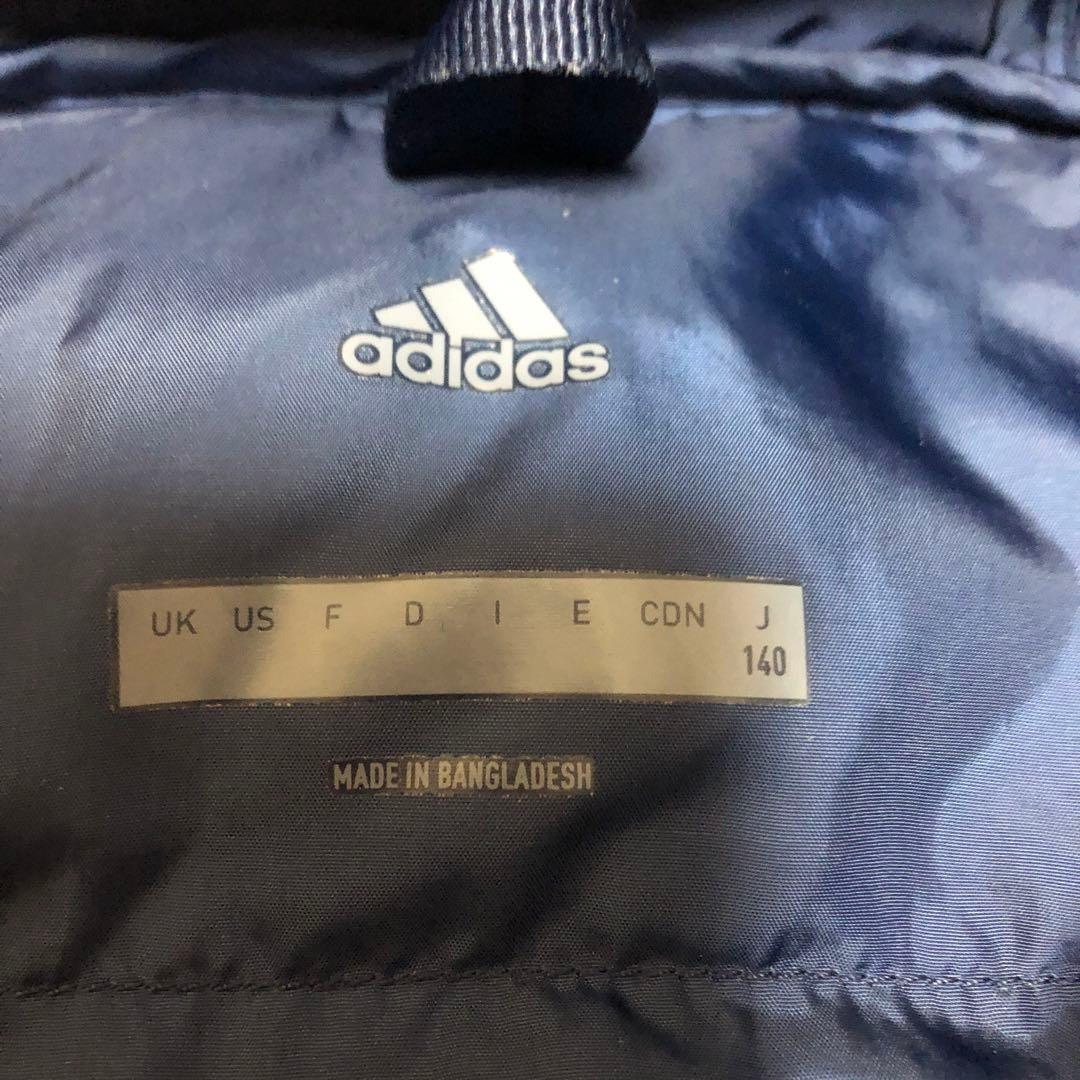 adidas
UK US F D I E CDN J
140
MADE IN BANGLADESH